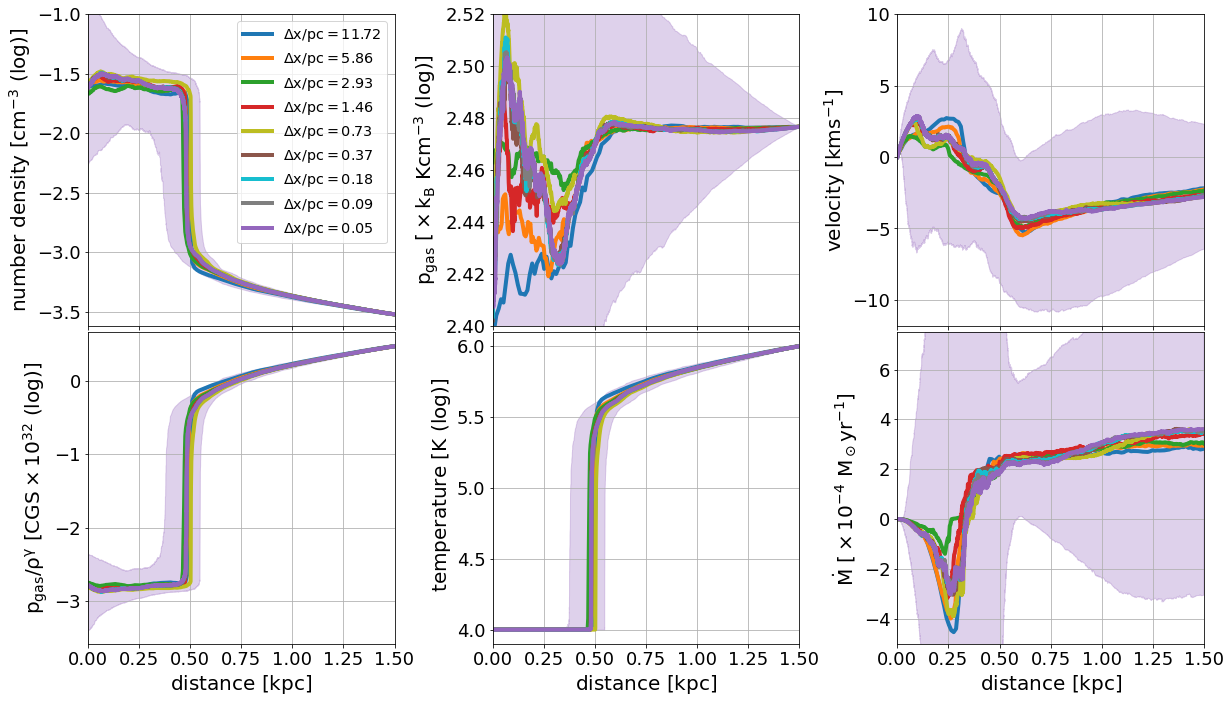 number density [cm⁻³ (log)]
−1.0
−1.5
−2.0
−2.5
−3.0
−3.5
Δx/pc = 11.72
Δx/pc = 5.86
Δx/pc = 2.93
Δx/pc = 1.46
Δx/pc = 0.73
Δx/pc = 0.37
Δx/pc = 0.18
Δx/pc = 0.09
Δx/pc = 0.05
p_gas [ × k_B Kcm⁻³ (log)]
2.52
2.50
2.48
2.46
2.44
2.42
2.40
velocity [kms⁻¹]
10
5
0
−5
−10
p_gas/ρ^γ [CGS × 10³² (log)]
0
−1
−2
−3
0.00 0.25 0.50 0.75 1.00 1.25 1.50
distance [kpc]
temperature [K (log)]
6.0
5.5
5.0
4.5
4.0
0.00 0.25 0.50 0.75 1.00 1.25 1.50
distance [kpc]
Ṁ [ × 10⁻⁴ M⊙yr⁻¹]
6
4
2
0
−2
−4
0.00 0.25 0.50 0.75 1.00 1.25 1.50
distance [kpc]